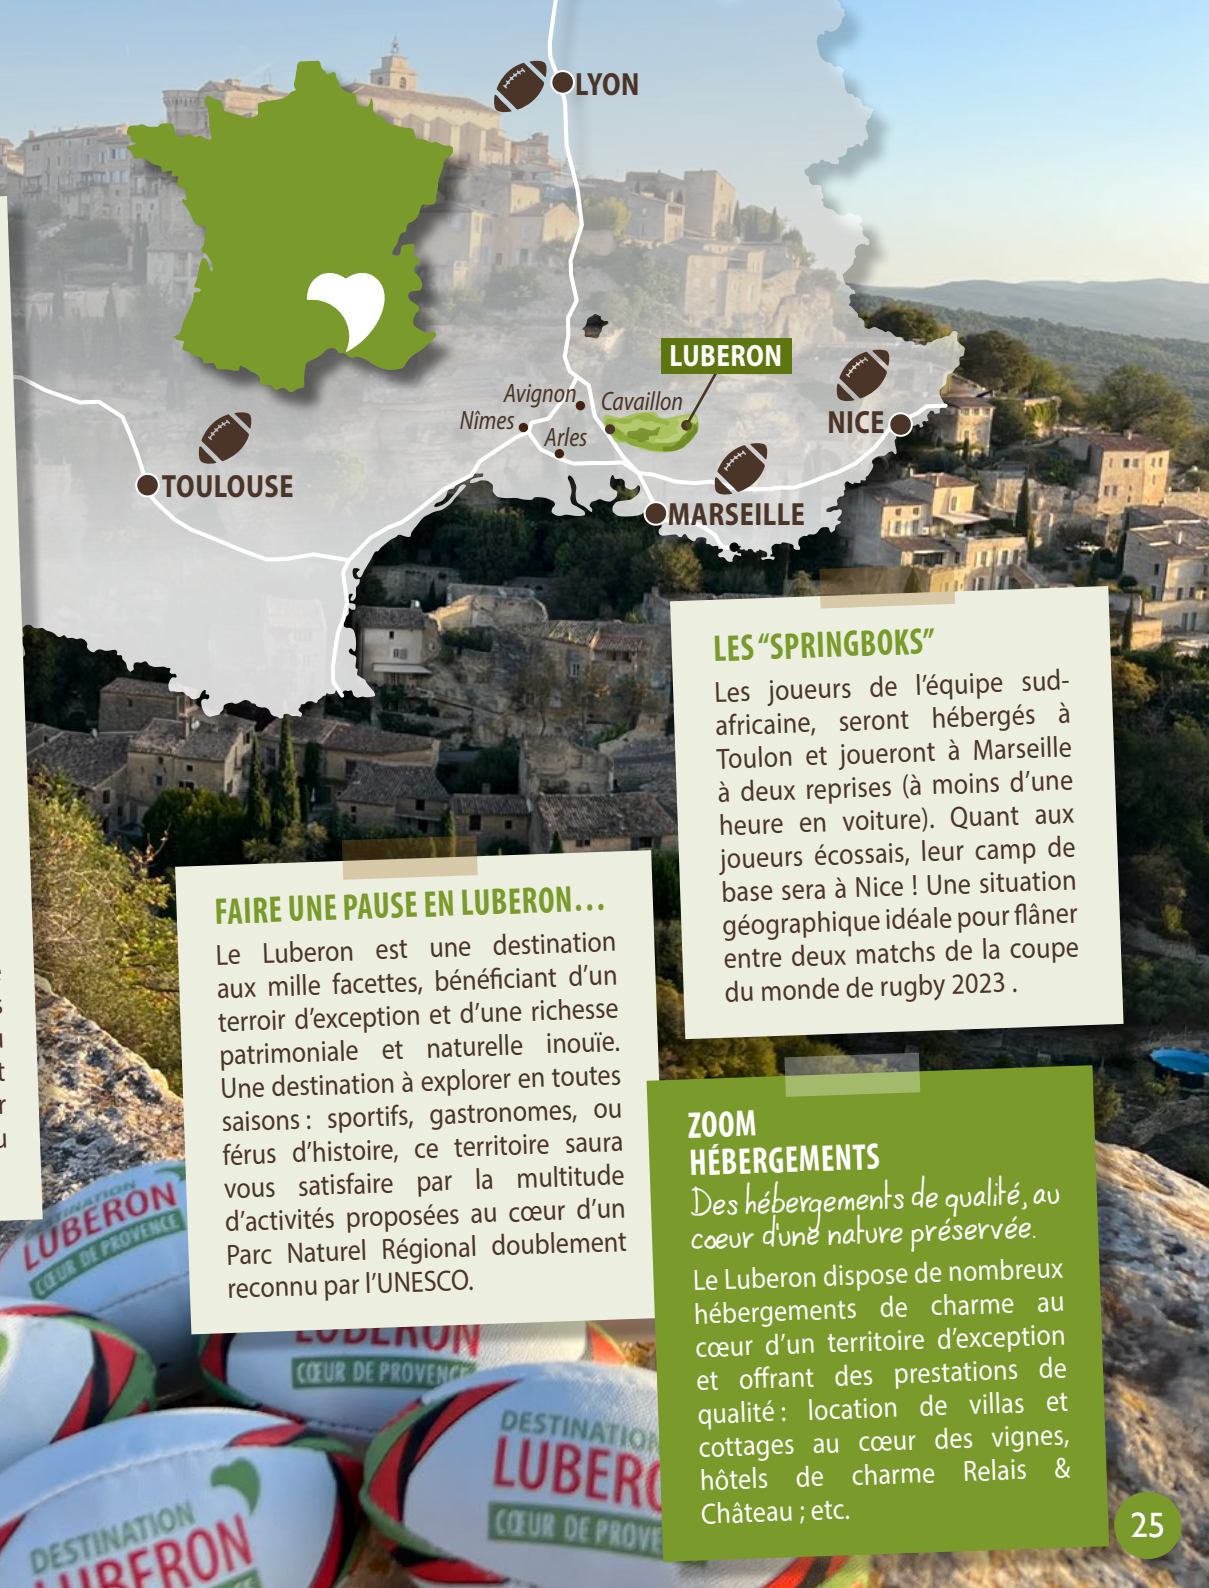 LYON
LUBERON
Avignon
Cavaillon
Nîmes
Arles
NICE
TOULOUSE
MARSEILLE
LES “SPRINGBOKS”
Les joueurs de l’équipe sud-
africaine, seront hébergés à
Toulon et joueront à Marseille
à deux reprises (à moins d’une
heure en voiture). Quant aux
joueurs écossais, leur camp de
base sera à Nice ! Une situation
géographique idéale pour flâner
entre deux matchs de la coupe
du monde de rugby 2023 .
FAIRE UNE PAUSE EN LUBERON…
Le Luberon est une destination
aux mille facettes, bénéficiant d’un
terroir d’exception et d’une richesse
patrimoniale et naturelle inouïe.
Une destination à explorer en toutes
saisons : sportifs, gastronomes, ou
férus d’histoire, ce territoire saura
vous satisfaire par la multitude
d’activités proposées au cœur d’un
Parc Naturel Régional doublement
reconnu par l’UNESCO.
ZOOM
HÉBERGEMENTS
Des hébergements de qualité, au
cœur d'une nature préservée.
Le Luberon dispose de nombreux
hébergements de charme au
cœur d’un territoire d’exception
et offrant des prestations de
qualité : location de villas et
cottages au cœur des vignes,
hôtels de charme Relais &
Château ; etc.
DESTINATION
LUBERON
CŒUR DE PROVENCE
LUBERON
CŒUR DE PROVENCE
DESTINATION
LUBERO
CŒUR DE PROVE
DESTINATION
LUBERON
25